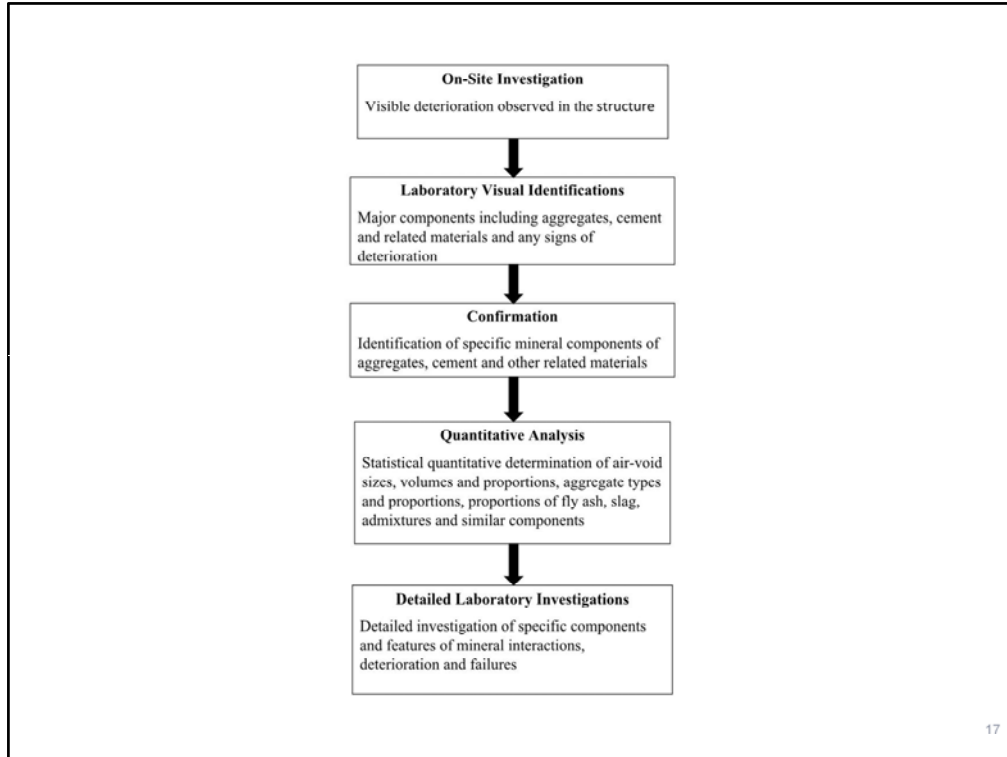 On-Site Investigation
Visible deterioration observed in the structure
Laboratory Visual Identifications
Major components including aggregates, cement
and related materials and any signs of
deterioration
Confirmation
Identification of specific mineral components of
aggregates, cement and other related materials
Quantitative Analysis
Statistical quantitative determination of air-void
sizes, volumes and proportions, aggregate types
and proportions, proportions of fly ash, slag,
admixtures and similar components
Detailed Laboratory Investigations
Detailed investigation of specific components
and features of mineral interactions,
deterioration and failures
17